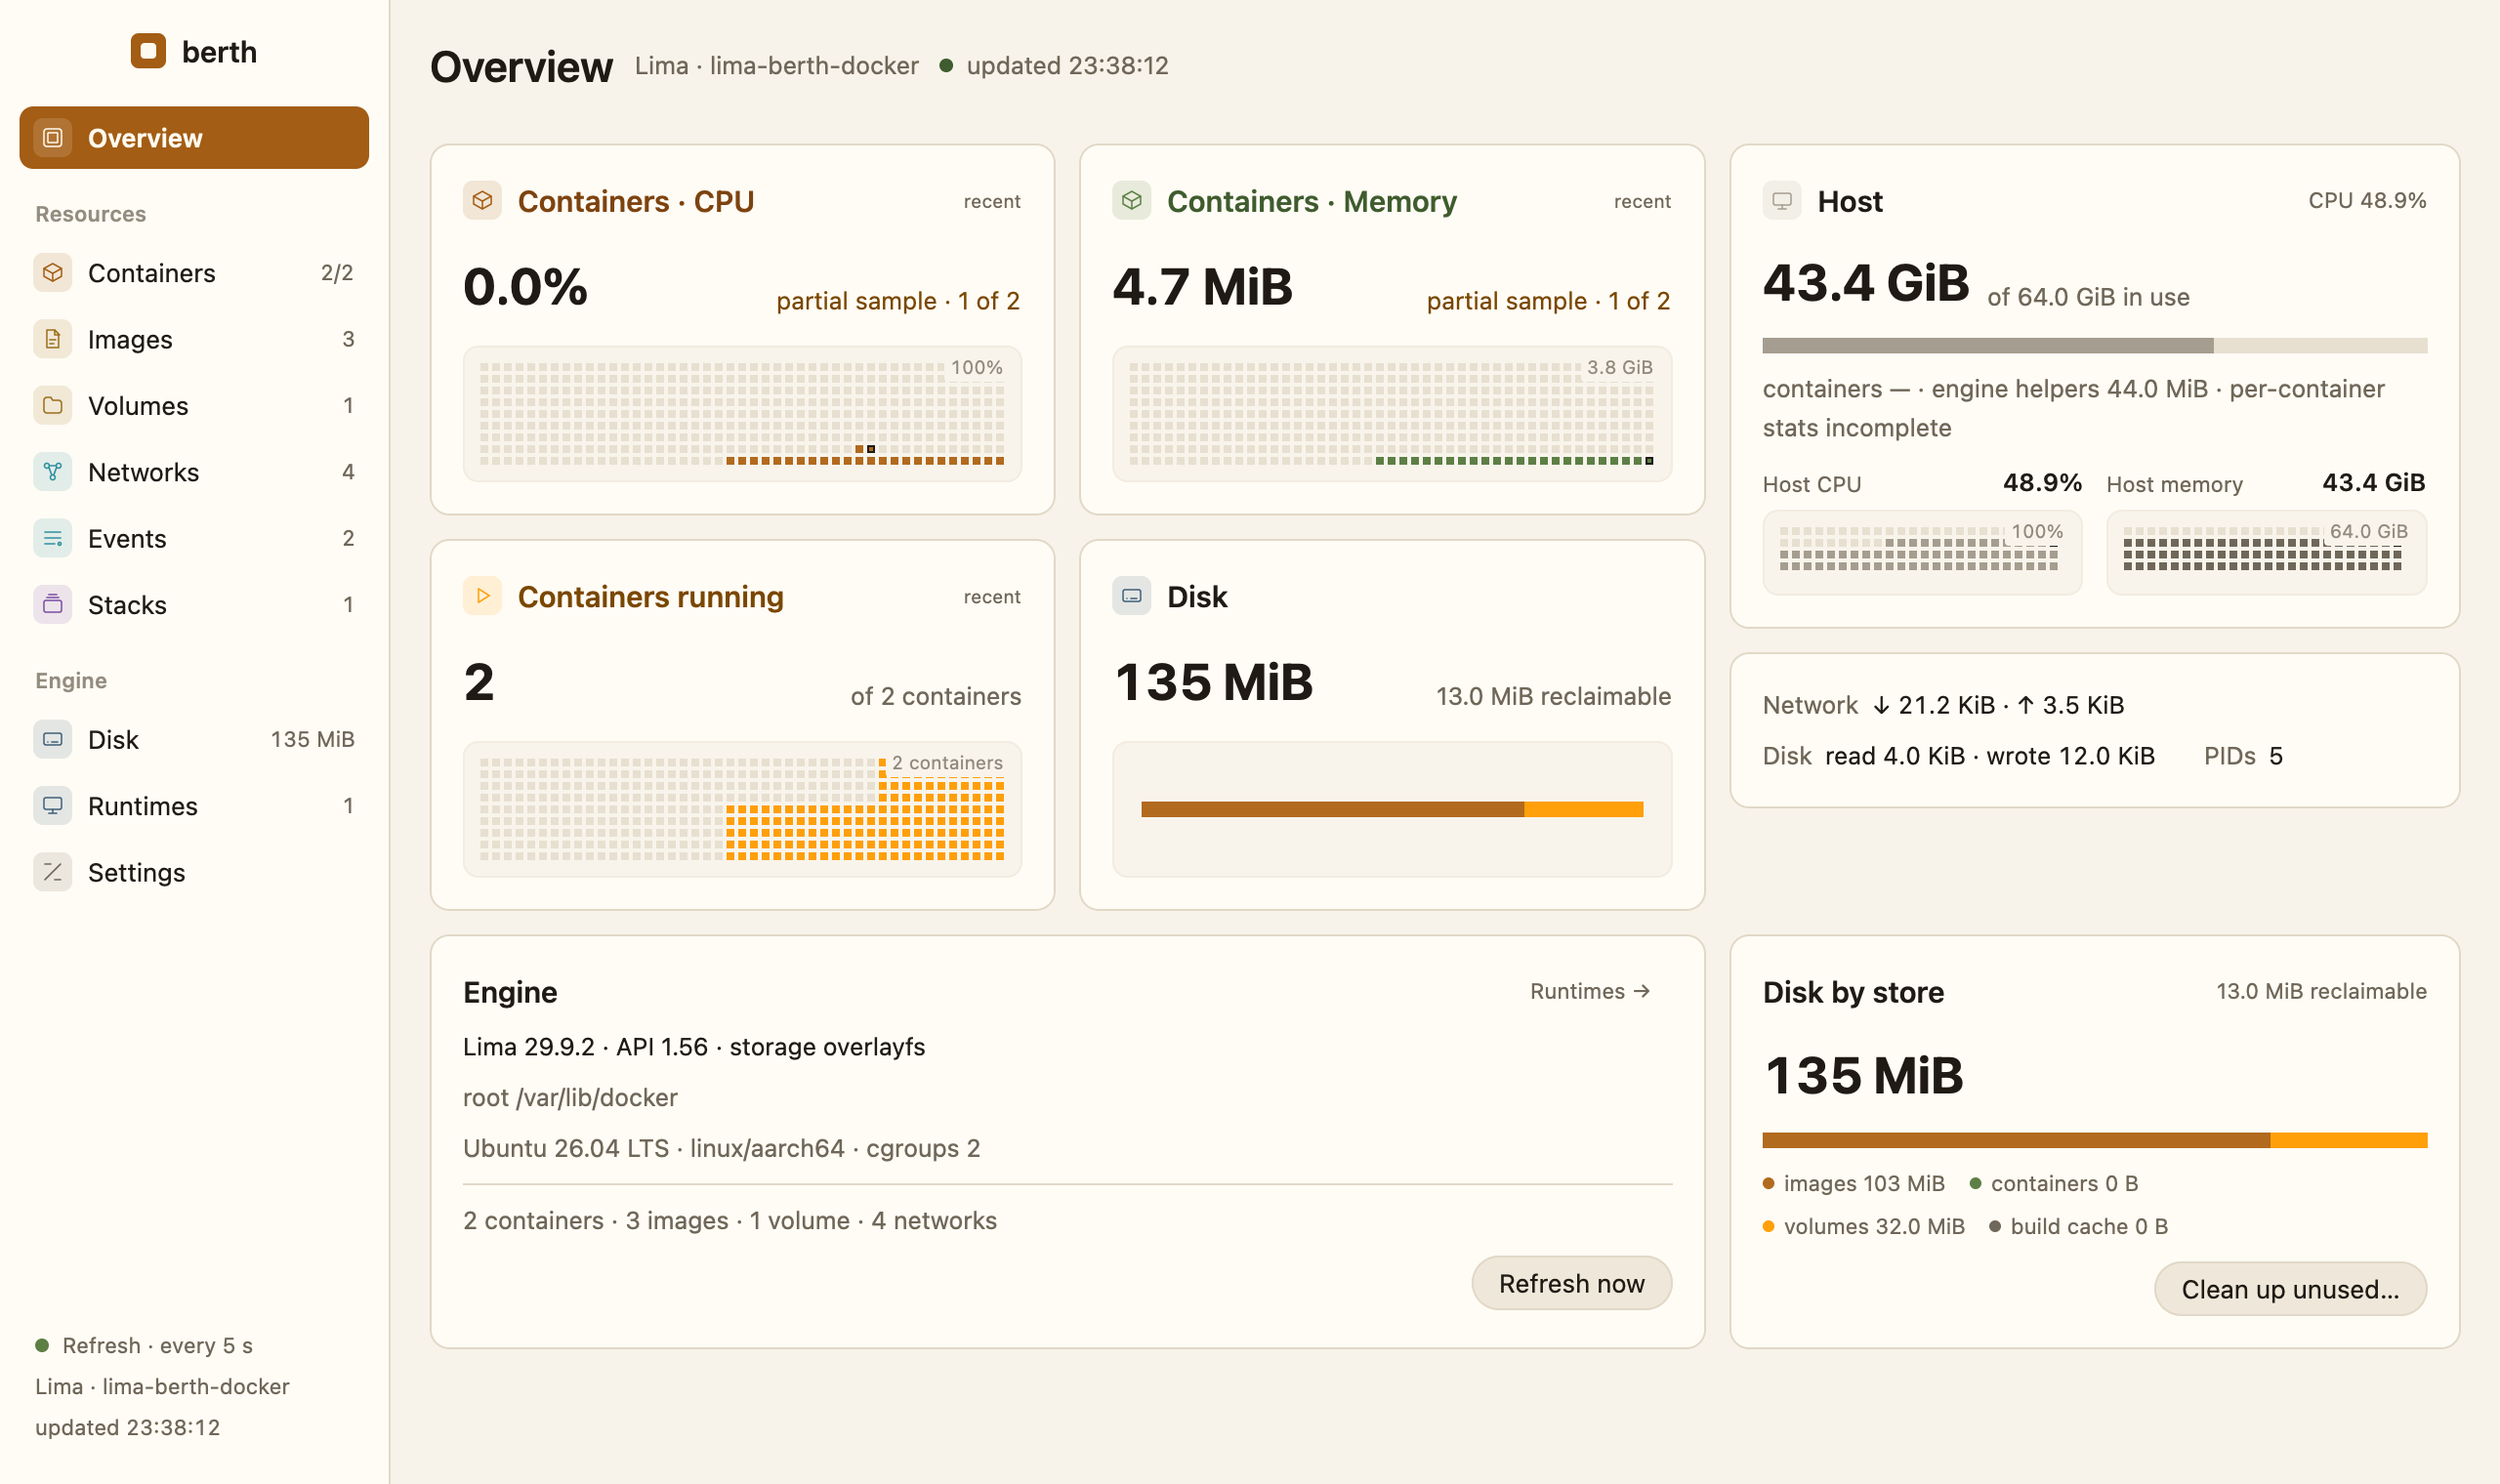 berth
Overview
Resources
Containers 2/2
Images 3
Volumes 1
Networks 4
Events 2
Stacks 1
Engine
Disk 135 MiB
Runtimes 1
Settings
Refresh · every 5 s
Lima · lima-berth-docker
updated 23:38:12
Overview Lima · lima-berth-docker updated 23:38:12
Containers · CPU recent
0.0% partial sample · 1 of 2
100%
Containers · Memory recent
4.7 MiB partial sample · 1 of 2
3.8 GiB
Host CPU 48.9%
43.4 GiB of 64.0 GiB in use
containers — · engine helpers 44.0 MiB · per-container
stats incomplete
Host CPU 48.9% Host memory 43.4 GiB
100% 64.0 GiB
Containers running recent
2 of 2 containers
2 containers
Disk
135 MiB 13.0 MiB reclaimable
Network ↓ 21.2 KiB · ↑ 3.5 KiB
Disk read 4.0 KiB · wrote 12.0 KiB PIDs 5
Engine Runtimes →
Lima 29.9.2 · API 1.56 · storage overlayfs
root /var/lib/docker
Ubuntu 26.04 LTS · linux/aarch64 · cgroups 2
2 containers · 3 images · 1 volume · 4 networks
Refresh now
Disk by store 13.0 MiB reclaimable
135 MiB
images 103 MiB containers 0 B
volumes 32.0 MiB build cache 0 B
Clean up unused...